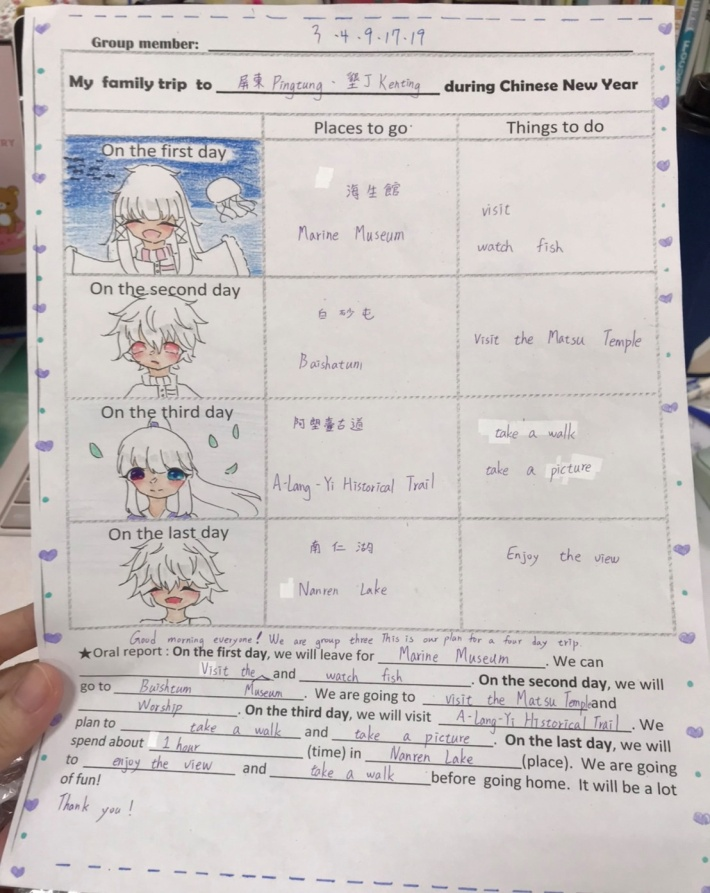 Group member: 3 .4 .9 .17 .19
My family trip to 屏東 Pingtung 、 墾丁 Kenting during Chinese New Year
Places to go
Things to do
On the first day
海生館
Marine Museum
visit
watch fish
On the second day
白砂屯
Baishatun
Visit the Matsu Temple
On the third day
阿塱壹古道
A-Lang-Yi Historical Trail
take a walk
take a picture
On the last day
南仁湖
Nanren Lake
Enjoy the view
Good morning everyone! We are group three This is our plan for a four day trip.
★Oral report : On the first day, we will leave for Marine Museum . We can
Visit the and watch fish . On the second day, we will
Museum
go to Baishtum . We are going to visit the Matsu Temple and
Worship . On the third day, we will visit A-Lang-Yi Historical Trail . We
plan to take a walk and take a picture . On the last day, we will
spend about 1 hour (time) in Nanren Lake (place). We are going
to enjoy the view and take a walk before going home. It will be a lot
of fun!
Thank you!